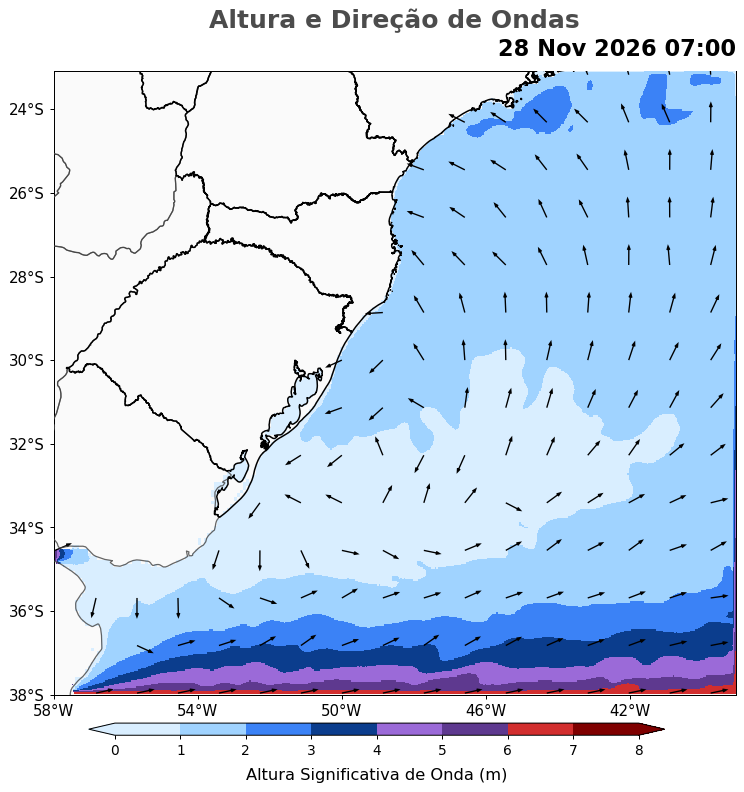 Altura e Direção de Ondas
28 Nov 2026 07:00
24°S
26°S
28°S
30°S
32°S
34°S
36°S
38°S
58°W 54°W 50°W 46°W 42°W
0 1 2 3 4 5 6 7 8
Altura Significativa de Onda (m)